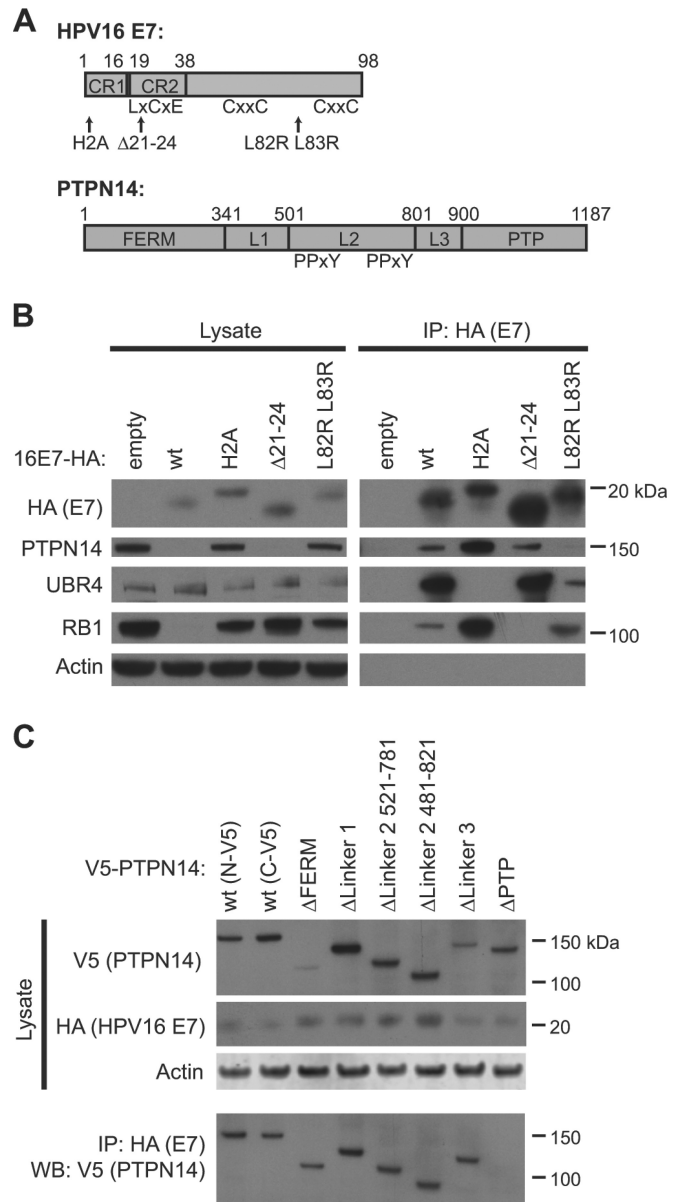 A
HPV16 E7:
1 16 19 38 98
CR1 CR2
LxCxE CxxC CxxC
H2A Δ21-24 L82R L83R
PTPN14:
1 341 501 801 900 1187
FERM L1 L2 L3 PTP
PPxY PPxY
B
Lysate IP: HA (E7)
16E7-HA: empty wt H2A Δ21-24 L82R L83R empty wt H2A Δ21-24 L82R L83R
HA (E7) 20 kDa
PTPN14 150
UBR4
RB1 100
Actin
C
V5-PTPN14: wt (N-V5) wt (C-V5) ΔFERM ΔLinker 1 ΔLinker 2 521-781 ΔLinker 2 481-821 ΔLinker 3 ΔPTP
Lysate
V5 (PTPN14) 150 kDa
100
HA (HPV16 E7) 20
Actin
IP: HA (E7) 150
WB: V5 (PTPN14) 100